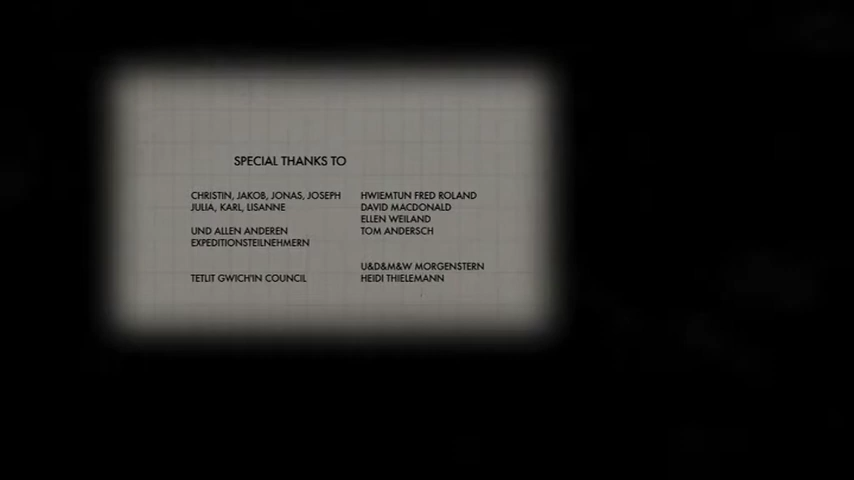 SPECIAL THANKS TO
CHRISTIN, JAKOB, JONAS, JOSEPH
JULIA, KARL, LISANNE
UND ALLEN ANDEREN
EXPEDITIONSTEILNEHMERN
TETLIT GWICH'IN COUNCIL
HWIEMTUN FRED ROLAND
DAVID MACDONALD
ELLEN WEILAND
TOM ANDERSCH
U&D&M&W MORGENSTERN
HEIDI THIELEMANN